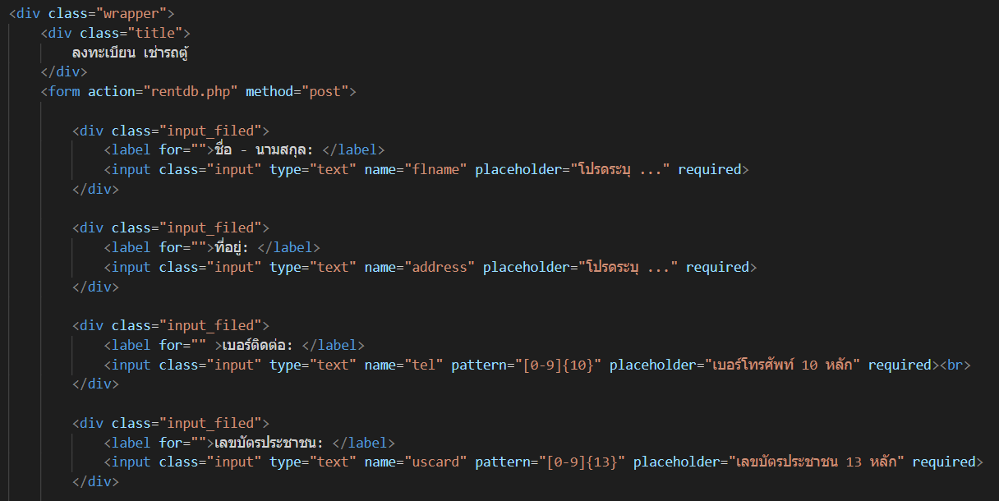 <div class="wrapper">
<div class="title">
ลงทะเบียน เช่ารถตู้
</div>
<form action="rentdb.php" method="post">
<div class="input_filed">
<label for="">ชื่อ - นามสกุล: </label>
<input class="input" type="text" name="flname" placeholder="โปรดระบุ ..." required>
</div>
<div class="input_filed">
<label for="">ที่อยู่: </label>
<input class="input" type="text" name="address" placeholder="โปรดระบุ ..." required>
</div>
<div class="input_filed">
<label for="" >เบอร์ติดต่อ: </label>
<input class="input" type="text" name="tel" pattern="[0-9]{10}" placeholder="เบอร์โทรศัพท์ 10 หลัก" required><br>
</div>
<div class="input_filed">
<label for="">เลขบัตรประชาชน: </label>
<input class="input" type="text" name="uscard" pattern="[0-9]{13}" placeholder="เลขบัตรประชาชน 13 หลัก" required>
</div>